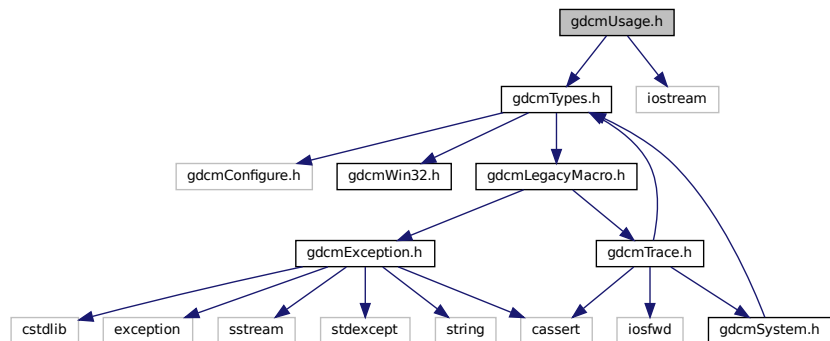 gdcmUsage.h
gdcmTypes.h
iostream
gdcmConfigure.h
gdcmWin32.h
gdcmLegacyMacro.h
gdcmException.h
gdcmTrace.h
cstdlib
exception
sstream
stdexcept
string
cassert
iosfwd
gdcmSystem.h